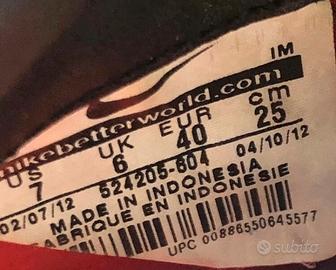 IM
nikebetterworld.com
US UK EUR cm
7 6 40 25
02/07/12 524205-604 04/10/12
MADE IN INDONESIA
FABRIQUE EN INDONESIE
UPC 00886550645577
Subito